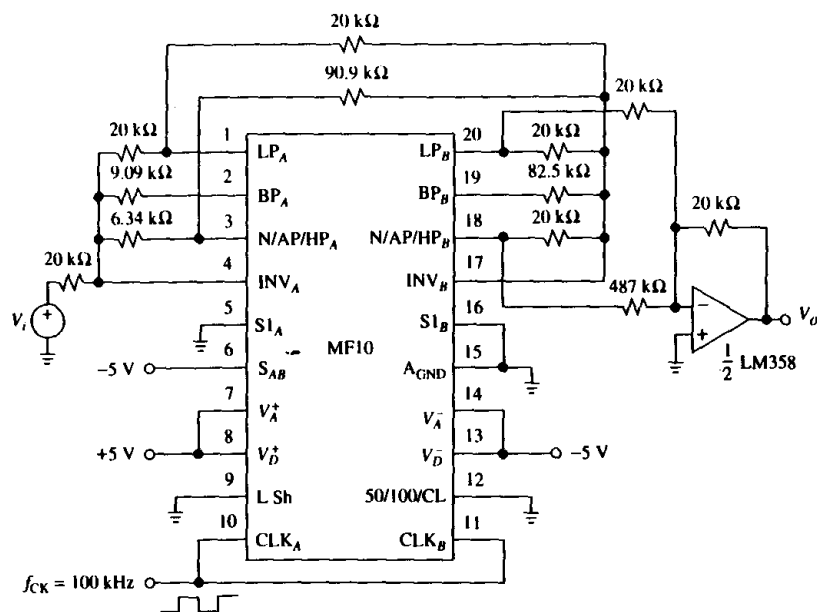 20 kΩ
90.9 kΩ
20 kΩ
20 kΩ
1
LP_A
20
LP_B
20 kΩ
9.09 kΩ
2
BP_A
19
BP_B
82.5 kΩ
6.34 kΩ
3
N/AP/HP_A
18
N/AP/HP_B
20 kΩ
20 kΩ
20 kΩ
4
INV_A
17
INV_B
487 kΩ
V_i
+
5
S1_A
16
S1_B
−
+
V_o
MF10
1/2 LM358
−5 V
6
S_AB
15
A_GND
7
V_A^+
14
V_A^-
+5 V
8
V_D^+
13
V_D^-
−5 V
9
L Sh
12
50/100/CL
10
CLK_A
11
CLK_B
f_CK = 100 kHz